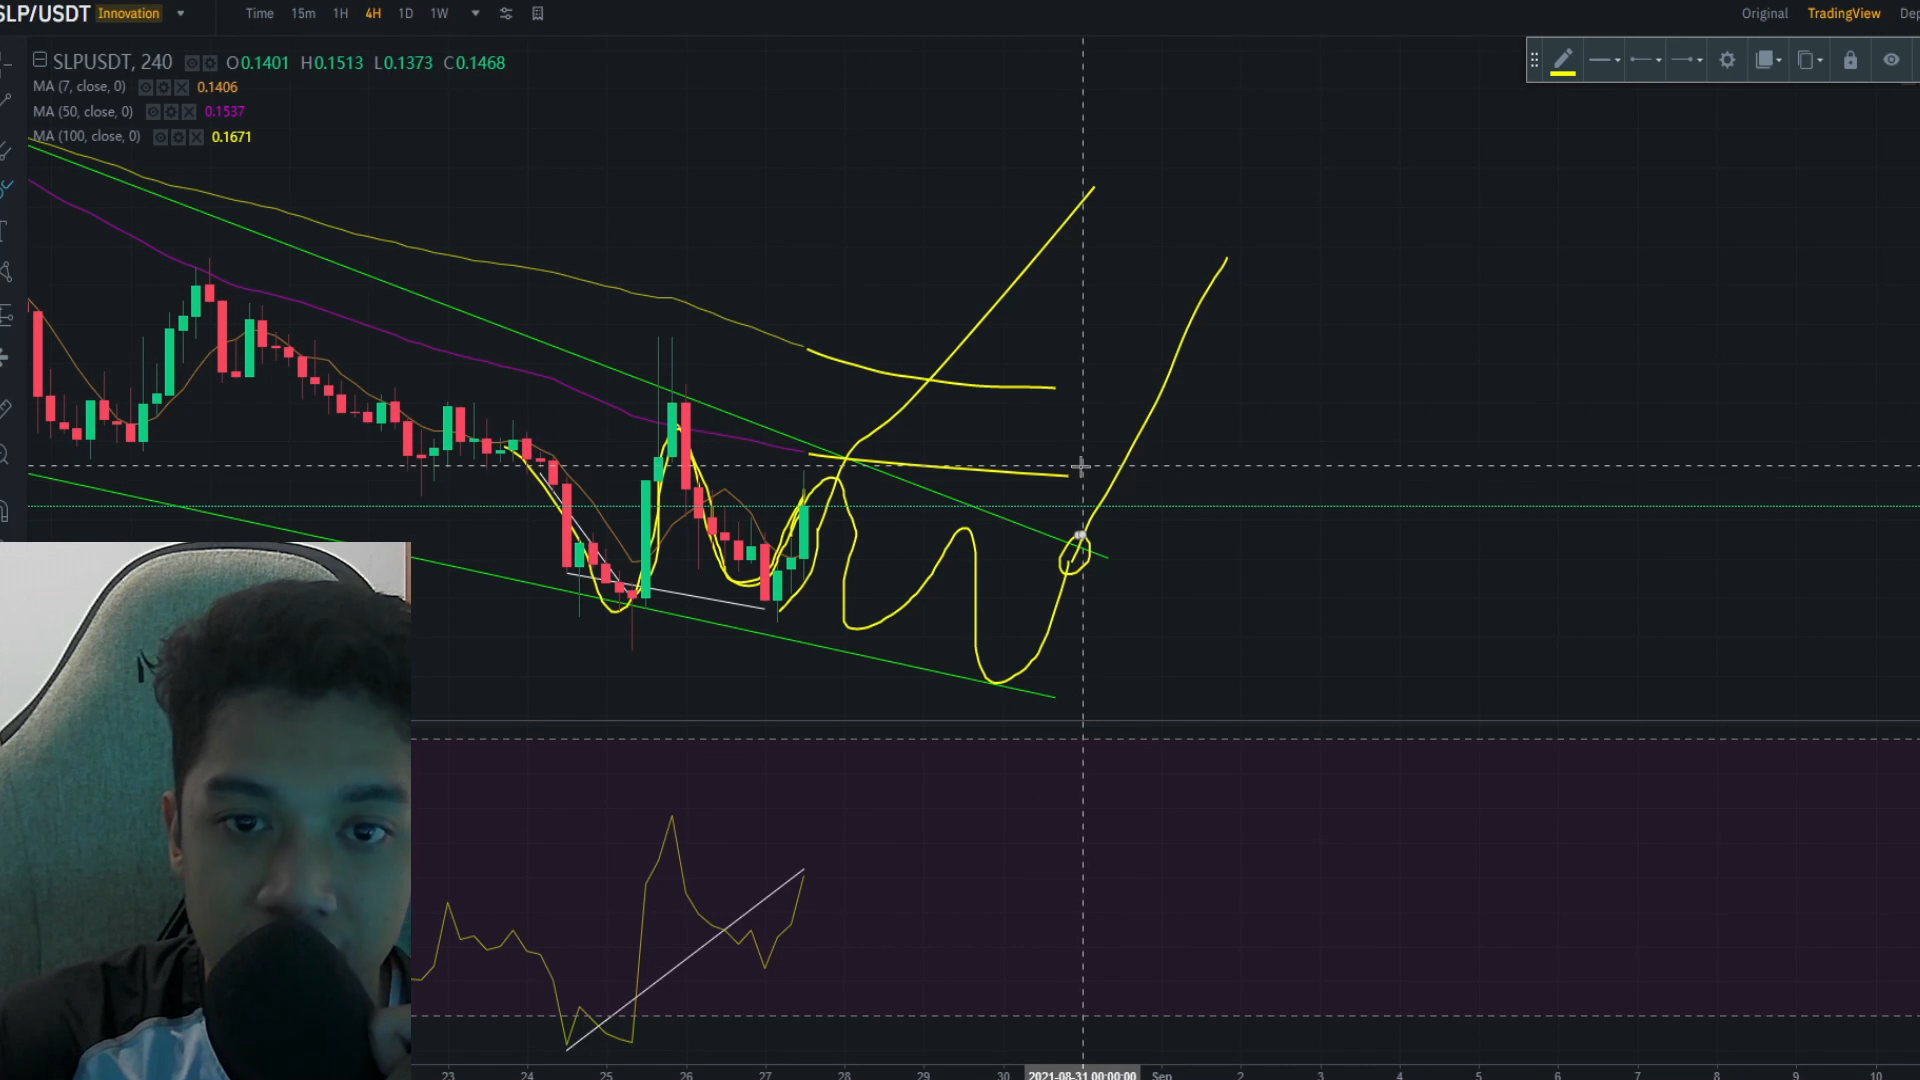 SLP/USDT Innovation Time 15m 1H 4H 1D 1W Original TradingView
SLPUSDT, 240 O0.1401 H0.1513 L0.1373 C0.1468
MA (7, close, 0) 0.1406
MA (50, close, 0) 0.1537
MA (100, close, 0) 0.1671
23 24 25 26 27 28 29 30 2021-08-31 00:00:00 Sep 2 3 4 5 6 7 8 9 10